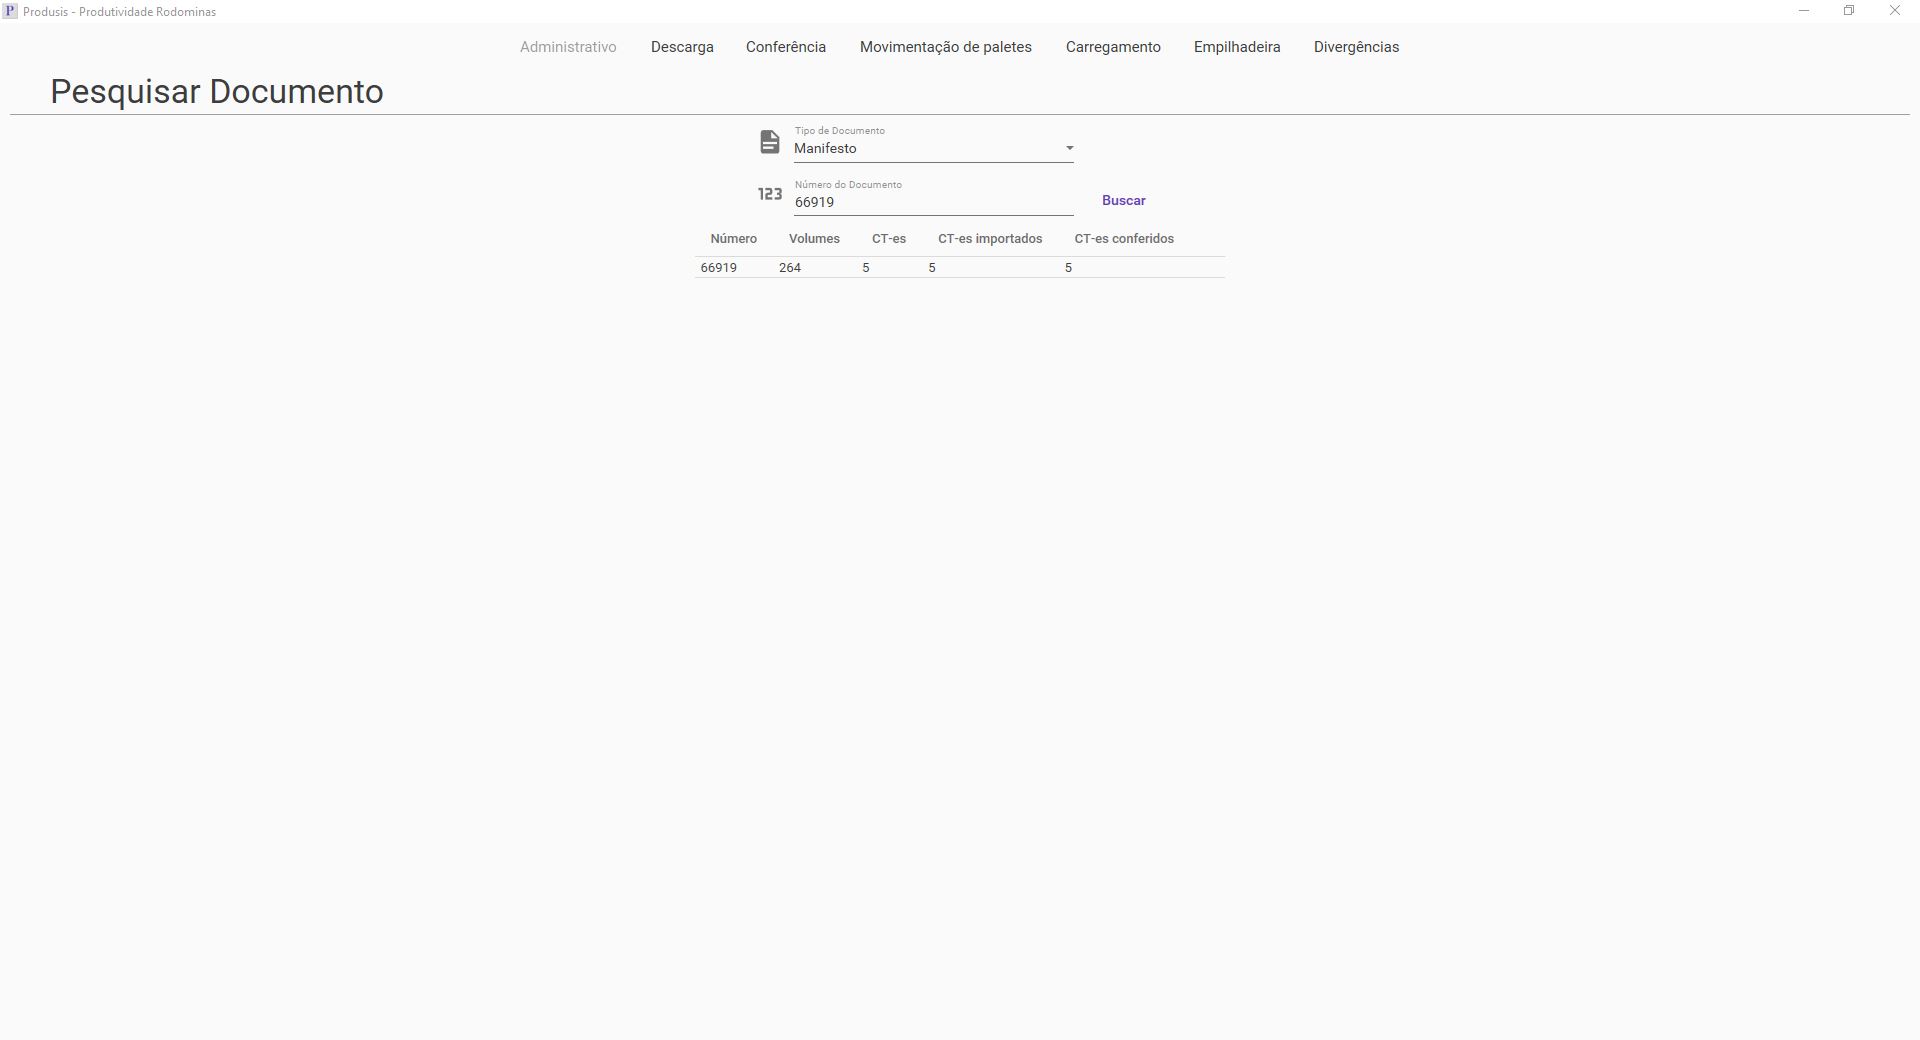 P Produsis - Produtividade Rodominas
Administrativo Descarga Conferência Movimentação de paletes Carregamento Empilhadeira Divergências
Pesquisar Documento
Tipo de Documento
Manifesto
123 Número do Documento
66919 Buscar
Número Volumes CT-es CT-es importados CT-es conferidos
66919 264 5 5 5